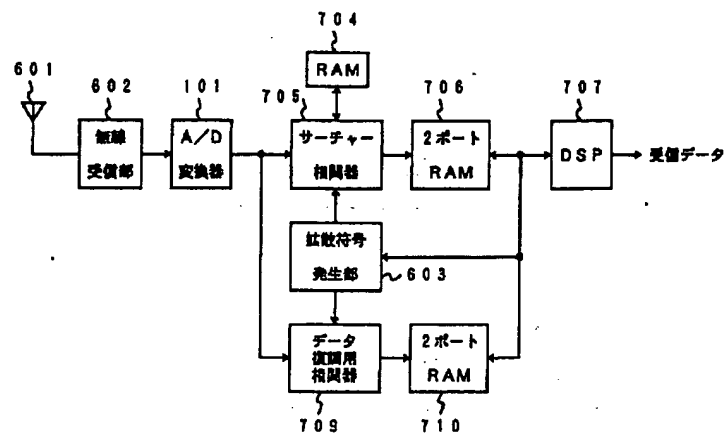 704
601
RAM
602
101
705
706
707
無線
受信部
A/D
変換器
サーチャー
相関器
2ポート
RAM
DSP
受信データ
拡散符号
発生部
603
データ
復調用
相関器
2ポート
RAM
709
710